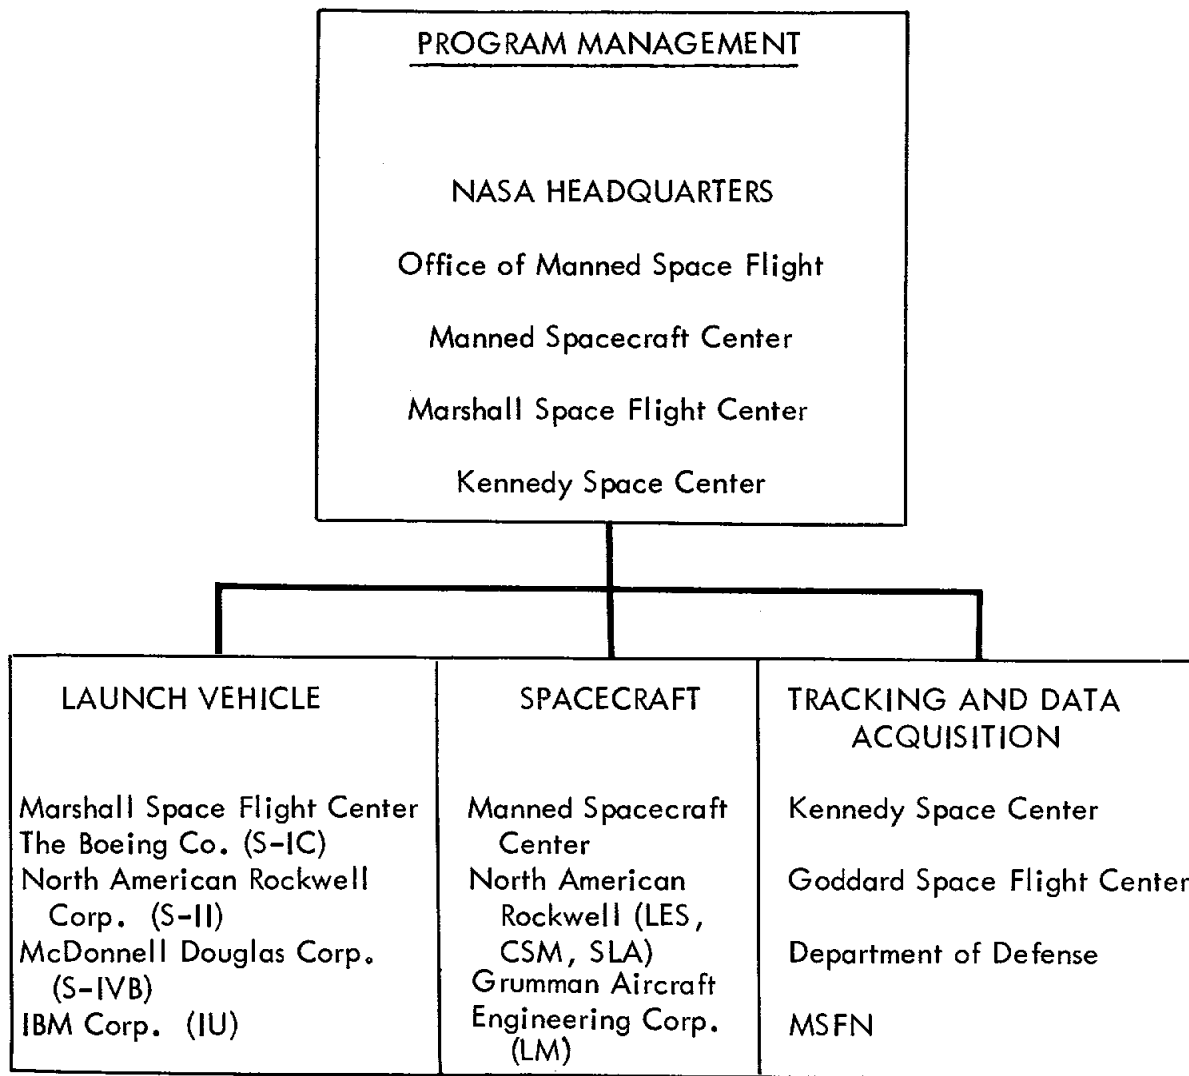 PROGRAM MANAGEMENT
NASA HEADQUARTERS
Office of Manned Space Flight
Manned Spacecraft Center
Marshall Space Flight Center
Kennedy Space Center
LAUNCH VEHICLE
Marshall Space Flight Center
The Boeing Co. (S-IC)
North American Rockwell
Corp. (S-II)
McDonnell Douglas Corp.
(S-IVB)
IBM Corp. (IU)
SPACECRAFT
Manned Spacecraft
Center
North American
Rockwell (LES,
CSM, SLA)
Grumman Aircraft
Engineering Corp.
(LM)
TRACKING AND DATA
ACQUISITION
Kennedy Space Center
Goddard Space Flight Center
Department of Defense
MSFN